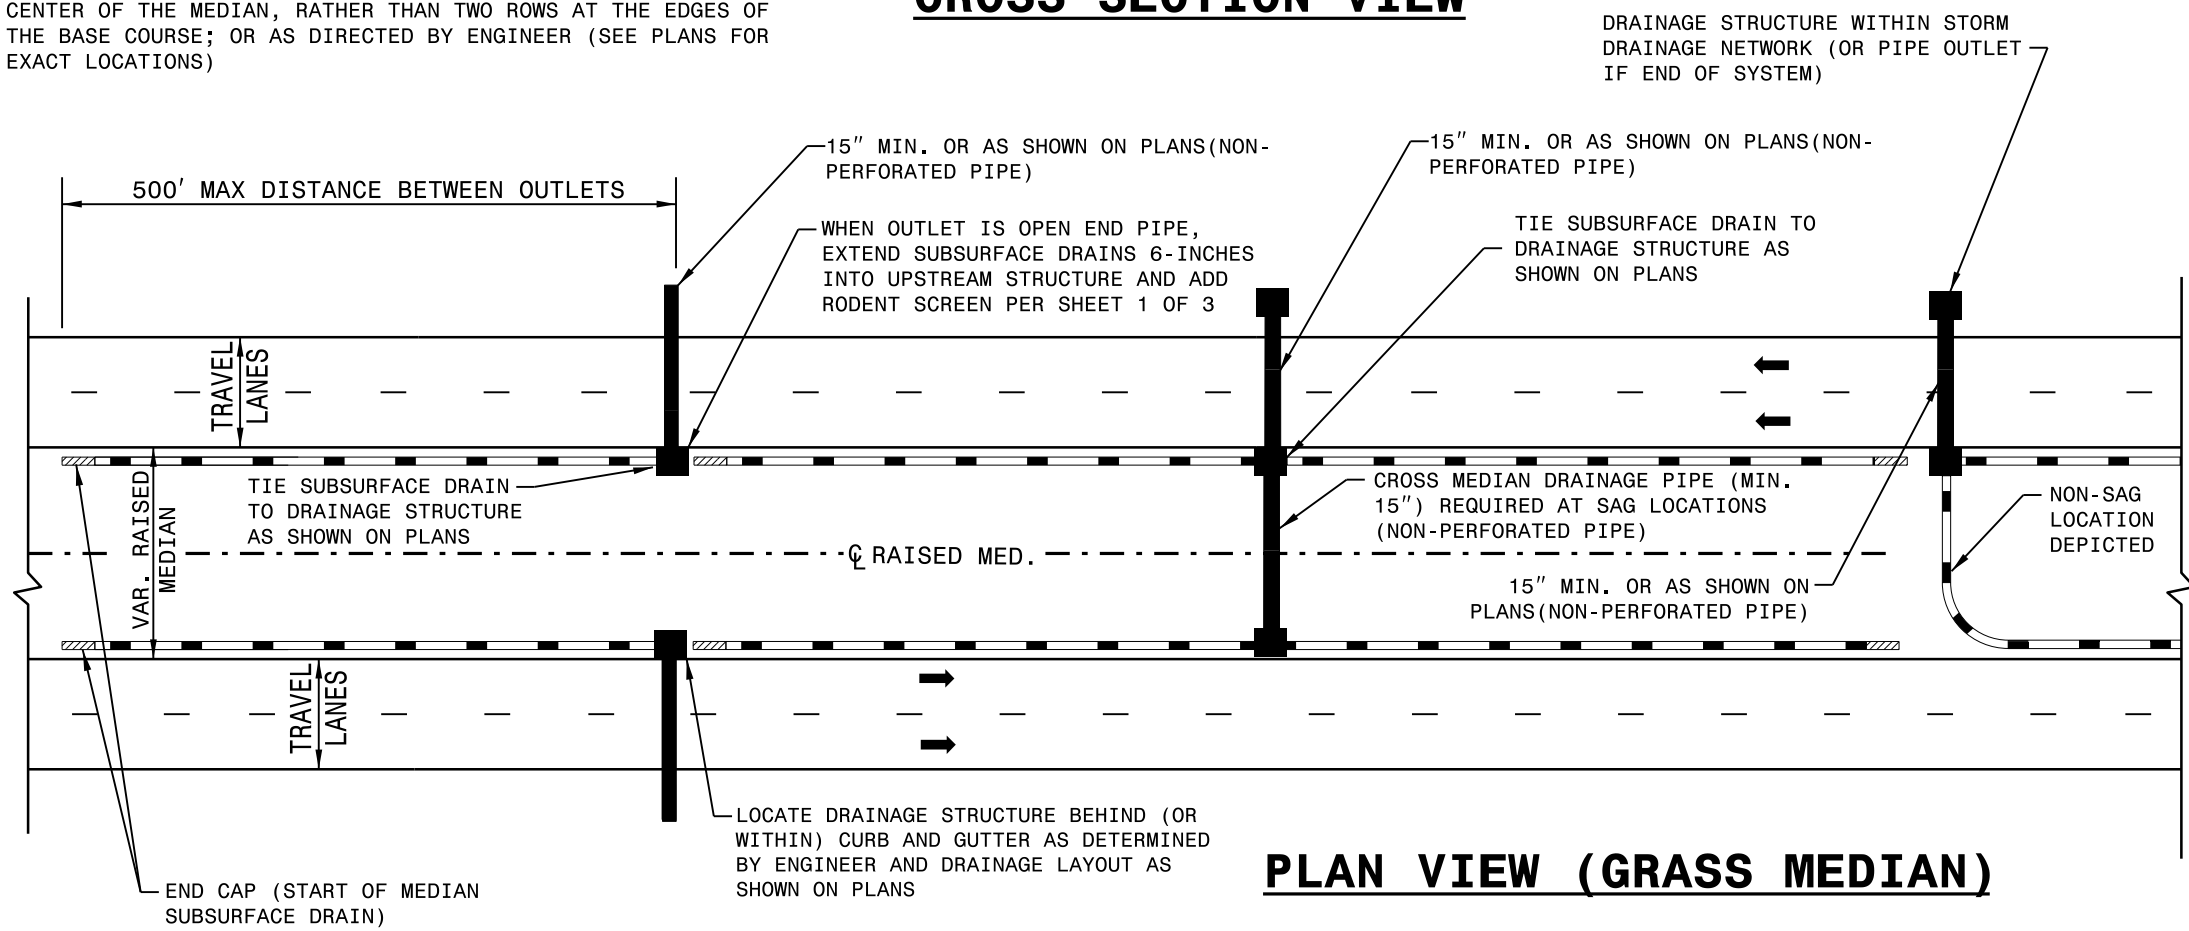 CENTER OF THE MEDIAN, RATHER THAN TWO ROWS AT THE EDGES OF
THE BASE COURSE; OR AS DIRECTED BY ENGINEER (SEE PLANS FOR
EXACT LOCATIONS)
CROSS SECTION VIEW
DRAINAGE STRUCTURE WITHIN STORM
DRAINAGE NETWORK (OR PIPE OUTLET
IF END OF SYSTEM)
500' MAX DISTANCE BETWEEN OUTLETS
15" MIN. OR AS SHOWN ON PLANS(NON-
PERFORATED PIPE)
15" MIN. OR AS SHOWN ON PLANS(NON-
PERFORATED PIPE)
WHEN OUTLET IS OPEN END PIPE,
EXTEND SUBSURFACE DRAINS 6-INCHES
INTO UPSTREAM STRUCTURE AND ADD
RODENT SCREEN PER SHEET 1 OF 3
TIE SUBSURFACE DRAIN TO
DRAINAGE STRUCTURE AS
SHOWN ON PLANS
TRAVEL
LANES
VAR. RAISED
MEDIAN
TIE SUBSURFACE DRAIN
TO DRAINAGE STRUCTURE
AS SHOWN ON PLANS
CROSS MEDIAN DRAINAGE PIPE (MIN.
15") REQUIRED AT SAG LOCATIONS
(NON-PERFORATED PIPE)
NON-SAG
LOCATION
DEPICTED
℄ RAISED MED.
15" MIN. OR AS SHOWN ON
PLANS(NON-PERFORATED PIPE)
TRAVEL
LANES
LOCATE DRAINAGE STRUCTURE BEHIND (OR
WITHIN) CURB AND GUTTER AS DETERMINED
BY ENGINEER AND DRAINAGE LAYOUT AS
SHOWN ON PLANS
END CAP (START OF MEDIAN
SUBSURFACE DRAIN)
PLAN VIEW (GRASS MEDIAN)